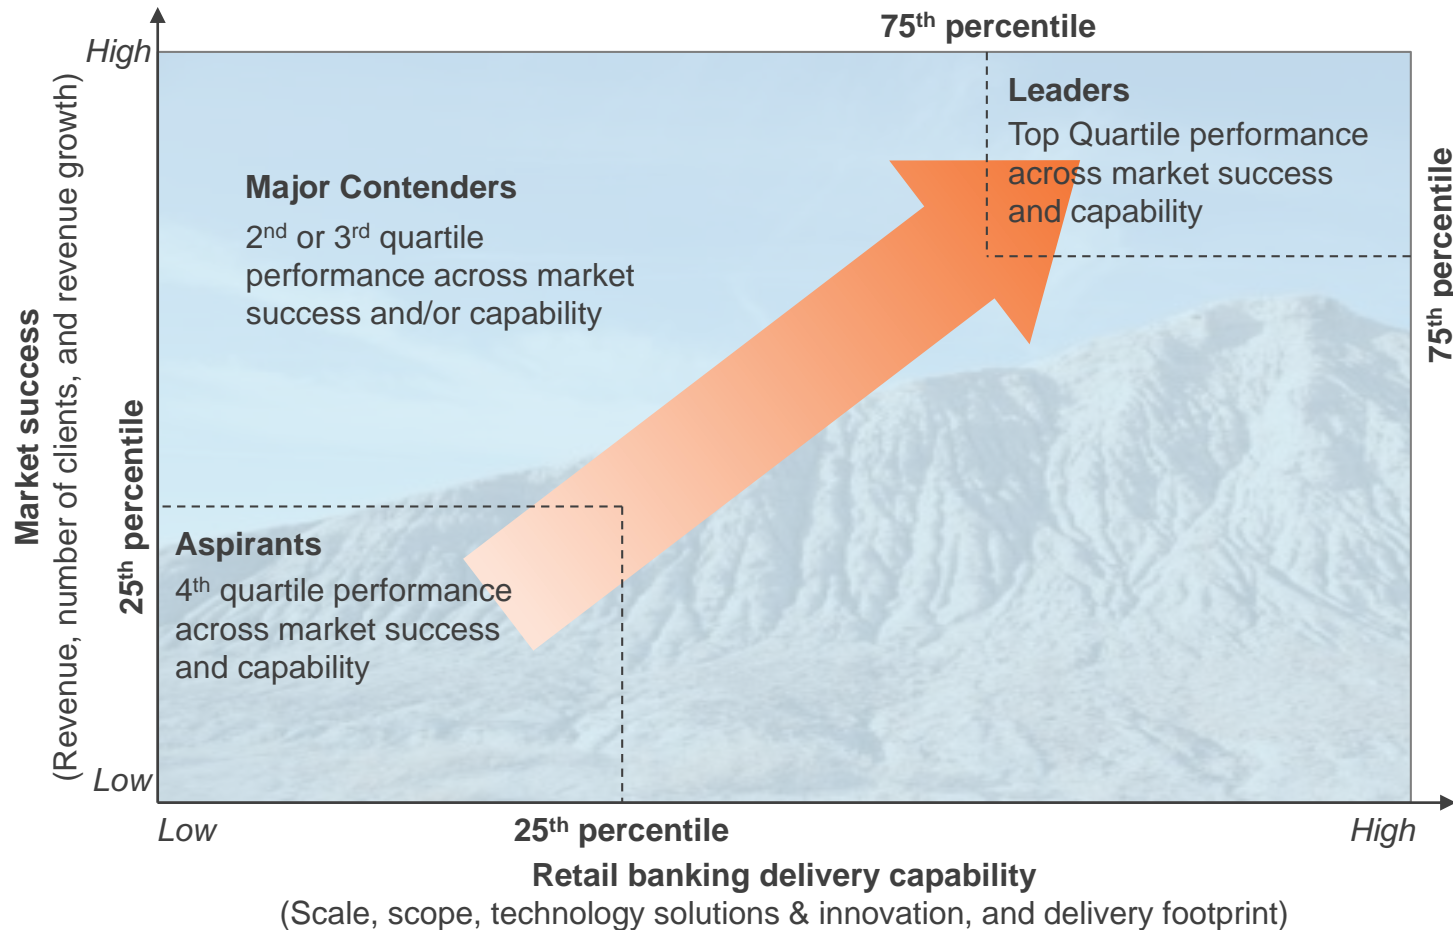 75th percentile
High
Leaders
Top Quartile performance
across market success
and capability
Major Contenders
2nd or 3rd quartile
performance across market
success and/or capability
75th percentile
Market success
(Revenue, number of clients, and revenue growth)
25th percentile
Aspirants
4th quartile performance
across market success
and capability
Low
Low
25th percentile
High
Retail banking delivery capability
(Scale, scope, technology solutions & innovation, and delivery footprint)